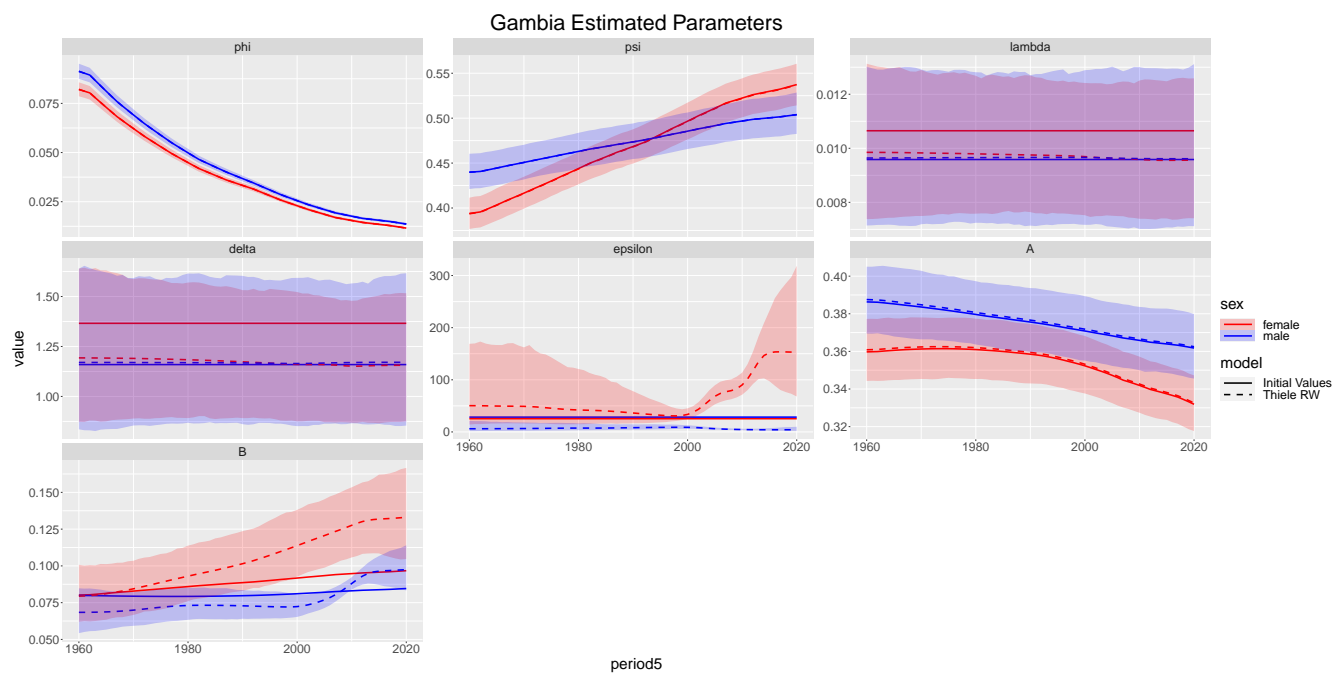 Gambia Estimated Parameters
phi
psi
lambda
0.075
0.050
0.025
0.55
0.50
0.45
0.40
0.012
0.010
0.008
delta
epsilon
A
1.50
1.25
1.00
300
200
100
0
0.40
0.38
0.36
0.34
0.32
1960
1980
2000
2020
1960
1980
2000
2020
B
0.150
0.125
0.100
0.075
0.050
1960
1980
2000
2020
value
period5
sex
female
male
model
Initial Values
Thiele RW